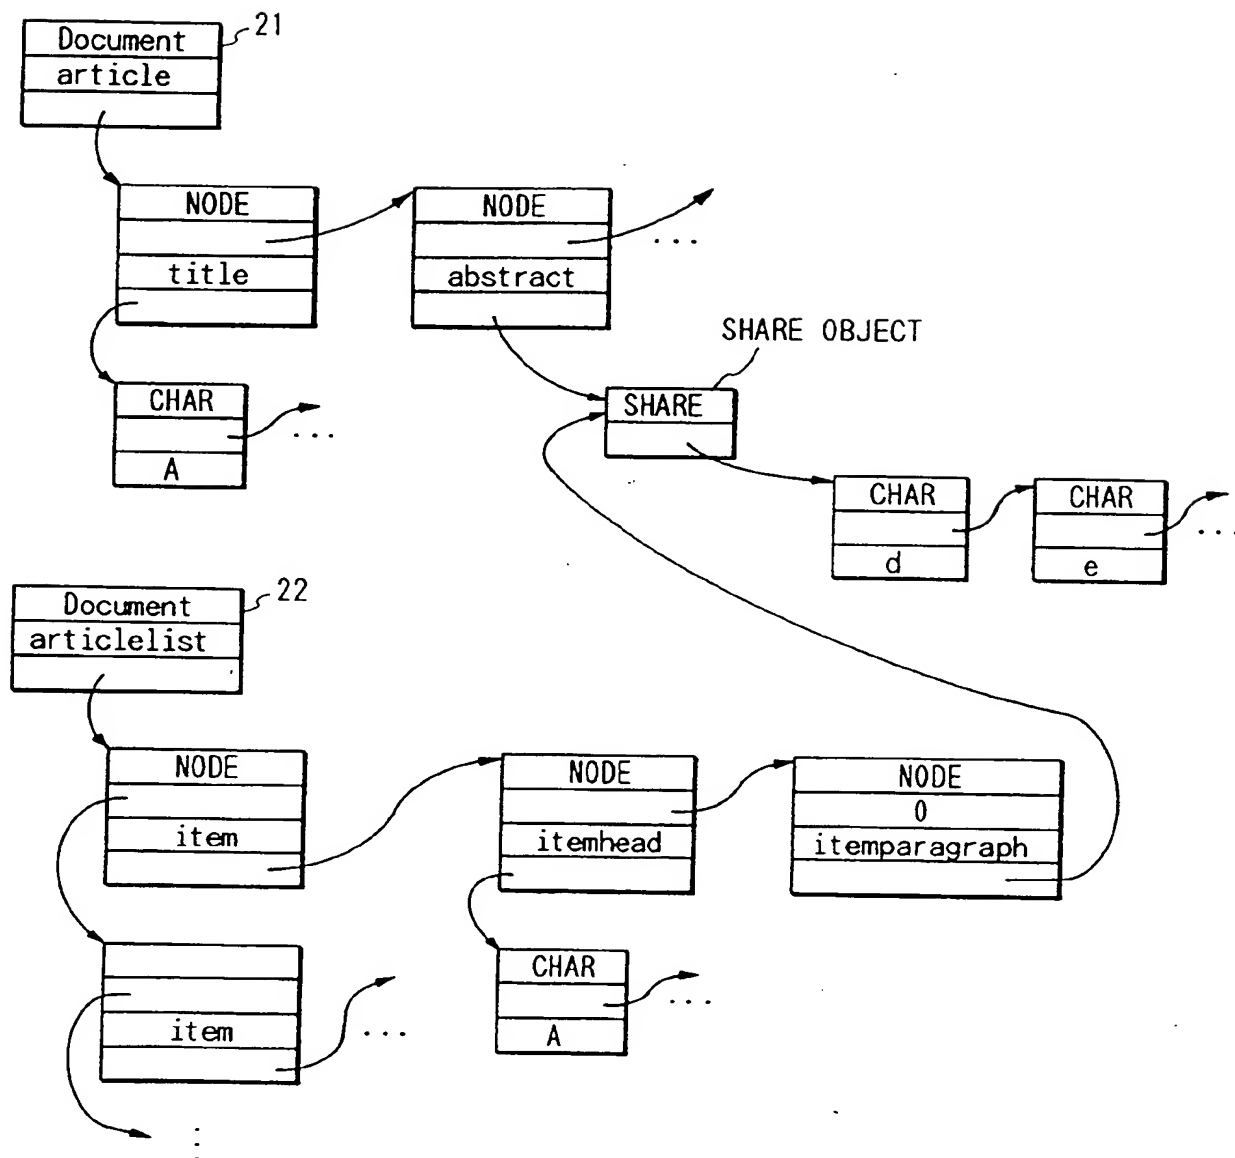 Document
21
article
NODE
NODE
...
title
abstract
SHARE OBJECT
CHAR
SHARE
...
A
CHAR
CHAR
...
d
e
Document
22
articlelist
NODE
NODE
NODE
0
item
itemhead
itemparagraph
CHAR
...
item
...
A
...